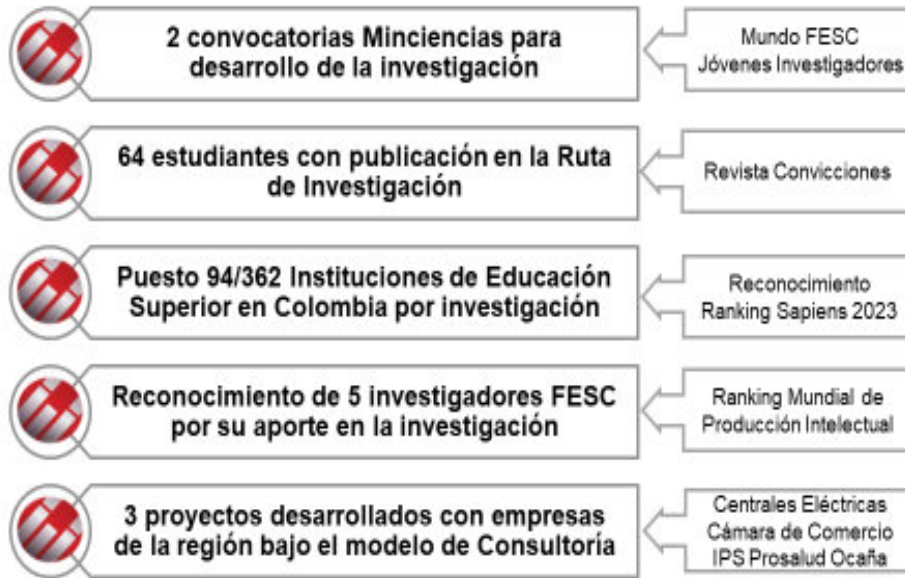 2 convocatorias Minciencias para
desarrollo de la investigación
Mundo FESC
Jóvenes Investigadores
64 estudiantes con publicación en la Ruta
de Investigación
Revista Convicciones
Puesto 94/362 Instituciones de Educación
Superior en Colombia por investigación
Reconocimiento
Ranking Sapiens 2023
Reconocimiento de 5 investigadores FESC
por su aporte en la investigación
Ranking Mundial de
Producción Intelectual
3 proyectos desarrollados con empresas
de la región bajo el modelo de Consultoría
Centrales Eléctricas
Cámara de Comercio
IPS Prosalud Ocaña